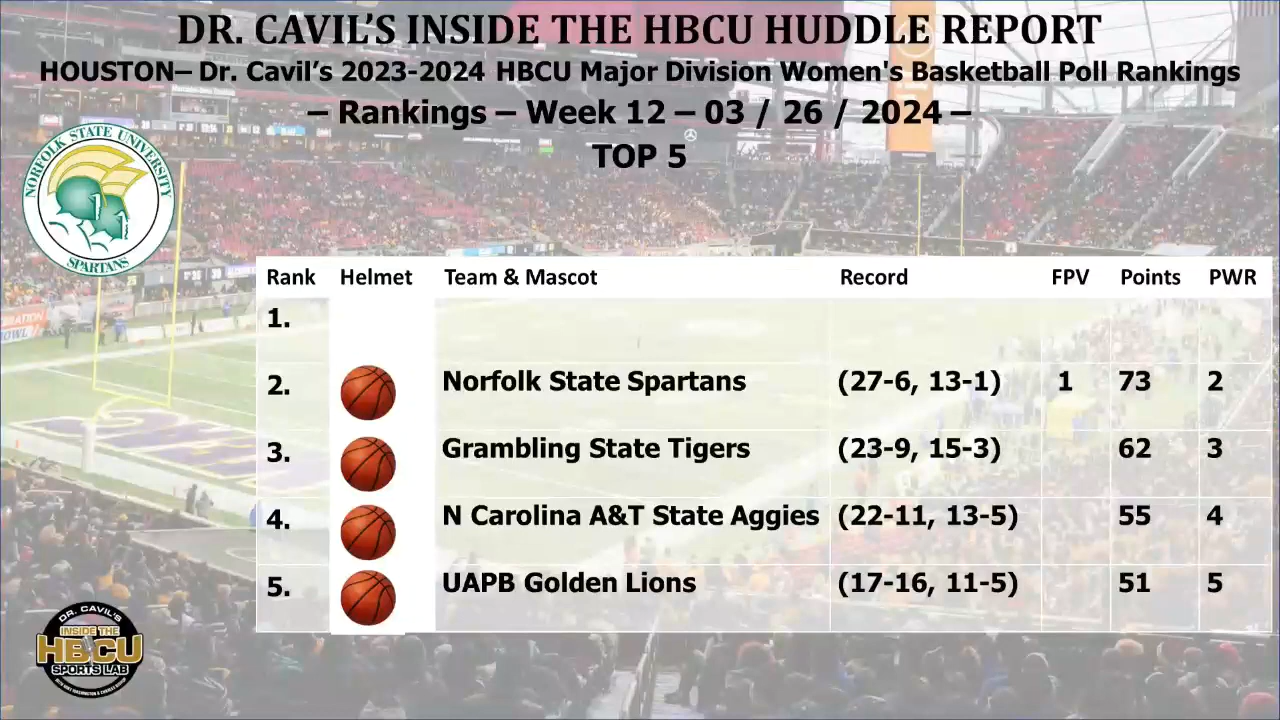 DR. CAVIL’S INSIDE THE HBCU HUDDLE REPORT
HOUSTON– Dr. Cavil’s 2023-2024 HBCU Major Division Women's Basketball Poll Rankings
– Rankings – Week 12 – 03 / 26 / 2024 –
TOP 5
NORFOLK STATE UNIVERSITY
SPARTANS
Rank Helmet Team & Mascot Record FPV Points PWR
1.
2. Norfolk State Spartans (27-6, 13-1) 1 73 2
3. Grambling State Tigers (23-9, 15-3) 62 3
4. N Carolina A&T State Aggies (22-11, 13-5) 55 4
5. UAPB Golden Lions (17-16, 11-5) 51 5
DR. CAVIL'S
INSIDE THE
HBCU
SPORTS LAB